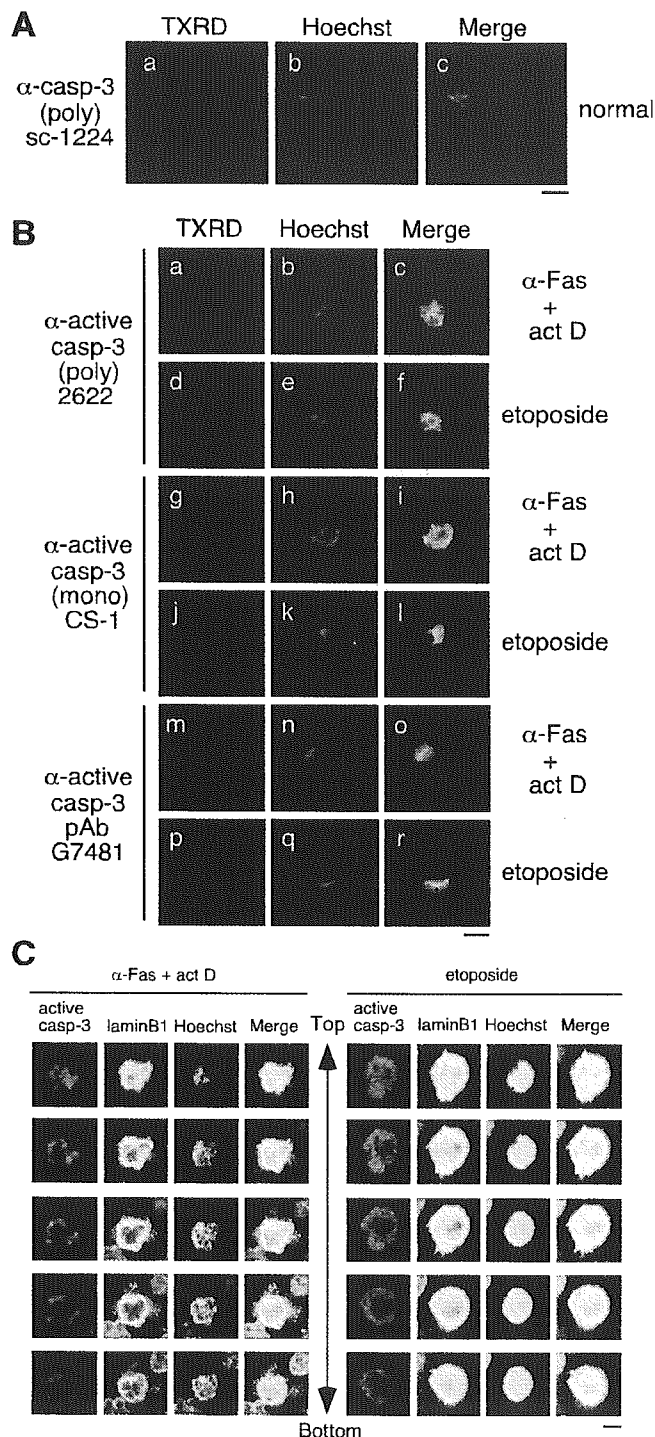 A
TXRD Hoechst Merge
a b c
α-casp-3
(poly)
sc-1224
normal
B
TXRD Hoechst Merge
a b c
α-Fas
+
act D
α-active
casp-3
(poly)
2622
d e f
etoposide
g h i
α-Fas
+
act D
α-active
casp-3
(mono)
CS-1
j k l
etoposide
m n o
α-Fas
+
act D
α-active
casp-3
pAb
G7481
p q r
etoposide
C
α-Fas + act D
etoposide
active
casp-3 laminB1 Hoechst Merge
Top
active
casp-3 laminB1 Hoechst Merge
Bottom